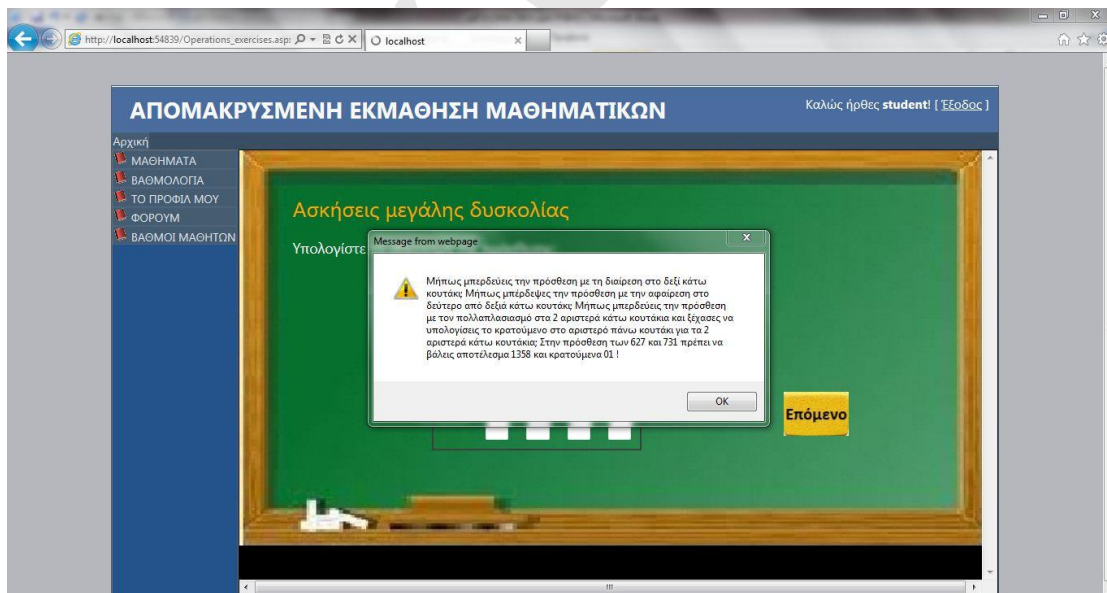 http://localhost:54839/Operations_exercises.asp
localhost
ΑΠΟΜΑΚΡΥΣΜΕΝΗ ΕΚΜΑΘΗΣΗ ΜΑΘΗΜΑΤΙΚΩΝ
Καλώς ήρθες student! [ Έξοδος ]
Αρχική
ΜΑΘΗΜΑΤΑ
ΒΑΘΜΟΛΟΓΙΑ
ΤΟ ΠΡΟΦΙΛ ΜΟΥ
ΦΟΡΟΥΜ
ΒΑΘΜΟΙ ΜΑΘΗΤΩΝ
Ασκήσεις μεγάλης δυσκολίας
Υπολογίστε
Message from webpage
Μήπως μπερδεύεις την πρόσθεση με τη διαίρεση στο δεξί κάτω
κουτάκι; Μήπως μπέρδεψες την πρόσθεση με την αφαίρεση στο
δεύτερο από δεξιά κάτω κουτάκι; Μήπως μπερδεύεις την πρόσθεση
με τον πολλαπλασιασμό στα 2 αριστερά κάτω κουτάκια και ξέχασες να
υπολογίσεις το κρατούμενο στο αριστερό πάνω κουτάκι για τα 2
αριστερά κάτω κουτάκια; Στην πρόσθεση των 627 και 731 πρέπει να
βάλεις αποτέλεσμα 1358 και κρατούμενα 01 !
OK
Επόμενο